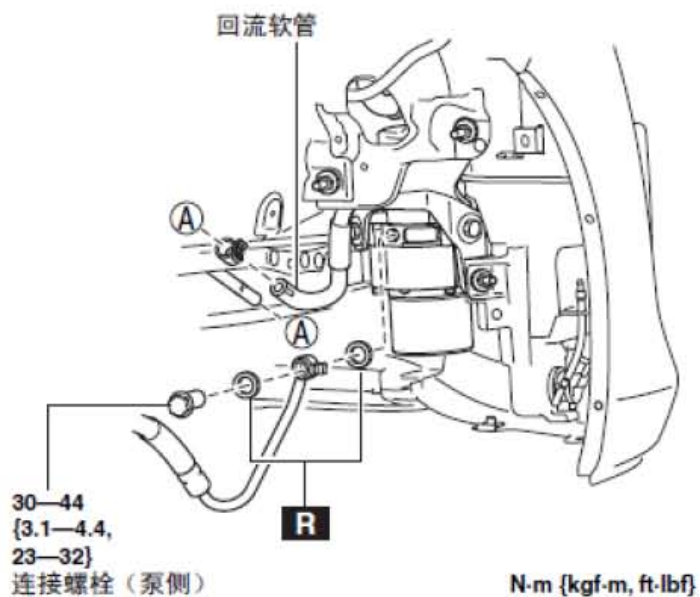 回流软管
A
A
R
30—44
{3.1—4.4,
23—32}
连接螺栓（泵侧）
N·m {kgf·m, ft·lbf}